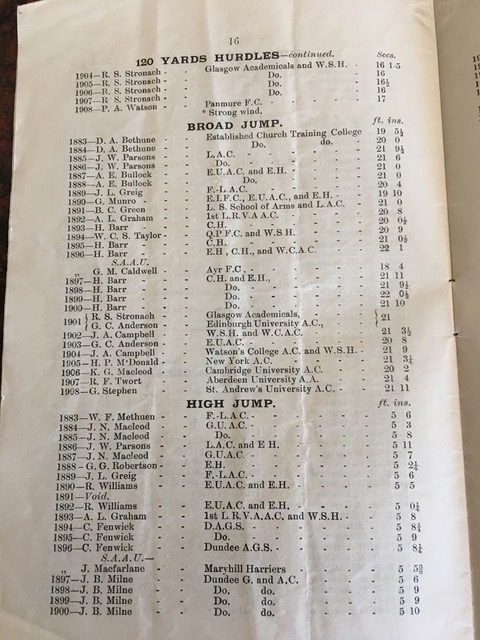 16
120 YARDS HURDLES—continued. Secs.
1904—R. S. Stronach - - Glasgow Academicals and W.S.H. - 16 1-5
1905—R. S. Stronach - - Do. - - 16
1906—R. S. Stronach - - Do. - - 16½
1907—R. S Stronach - - Do. - - 16
1908—P. A. Watson - - Panmure F.C. - - 17
* Strong wind.
BROAD JUMP. ft. ins.
1883—D. A. Bethune - - Established Church Training College 19 5½
1884—D. A. Bethune - - Do. do. 20 0
1885—J. W. Parsons - - L.A.C. - - 21 9½
1886—J. W. Parsons - - Do. - - 21 6
1887—A. E. Bullock - - E.U.A.C. and E.H. - - 21 0
1888—A. E. Bullock - - Do. - - 20 4
1889—J. L. Greig - - F.-L.A.C. - - 19 10
1890—G. Munro - - E.I.F.C., E.U.A.C., and E.H. - - 21 0
1891—B. C. Green - - L. S. School of Arms and L.A.C. - 21 0
1892—A. L. Graham - - 1st L.R.V A.A.C. - - 20 8
1893—H. Barr - - C.H. - - 20 0½
1894—W. C. S. Taylor - - Q.P F.C. and W.S H. - - 20 9
1895—H. Barr - - C.H. - - 21 0½
1896—H. Barr - - E.H , C.H., and W.C.A.C. - - 22 1
S.A.A.U.
„ G. M. Caldwell - - Ayr F.C , - - 18 4
1897—H. Barr - - C.H. and E.H., - - 21 11
1898—H. Barr - - Do. - - 21 9½
1899—H. Barr - - Do. - - 22 0½
1900—H. Barr - - Do. - - 21 10
1901 { R. S. Stronach - - Glasgow Academicals, - - } 21
{ G. C. Anderson - - Edinburgh University A.C., - - }
1902—J. A. Campbell - - W.S.H. and W.C.A.C. - - 21 3½
1903—G. C. Anderson - - E.U.A.C. - - 20 8
1904—J. A. Campbell - - Watson's College A.C. and W.S.H. - 21 9
1905—H. P. McDonald - - New York A.C. - - 21 3¼
1906—K. G. Macleod - - Cambridge University A.C. - - 20 2
1907—R. F. Twort - - Aberdeen University A.A. - - 21 4
1908—G. Stephen - - St. Andrew's University A.C. - - 21 11
HIGH JUMP. ft. ins.
1883—W. F. Methuen - - F.-L.A.C. - - 5 6
1884—J. N. Macleod - - G.U.A.C. - - 5 3
1885—J. N. Macleod - - Do. - - 5 8
1886—J. W. Parsons - - L.A.C. and E H. - - 5 11
1887—J. N. Macleod - - G.U.A.C. - - 5 7
1888 - G. G. Robertson - - E.H. - - 5 2¼
1889—J. L. Greig - - F.-L.A.C. - - 5 6
1890—R. Williams - - E.U.A.C. and E.H. - - 5 5
1891—Void.
1892—R. Williams - - E.U.A.C. and E.H. - - 5 0¼
1893—A. L. Graham - - 1st L.R.V.A.A.C. and W.S.H. - - 5 8
1894—C. Fenwick - - D.A.G.S. - - 5 8¾
1895—C. Fenwick - - Do. - - 5 9
1896—C. Fenwick - - Dundee A.G.S. - - 5 8¼
S.A.A.U.—
„ J. Macfarlane - - Maryhill Harriers - - 5
1897—J. B. Milne - - Dundee G. and A.C. - - 5 6
1898—J. B. Milne - - Do. do. - - 5 9
1899—J. B. Milne - - Do. do. - - 5 9
1900—J. B. Milne - - Do. do. - - 5 9